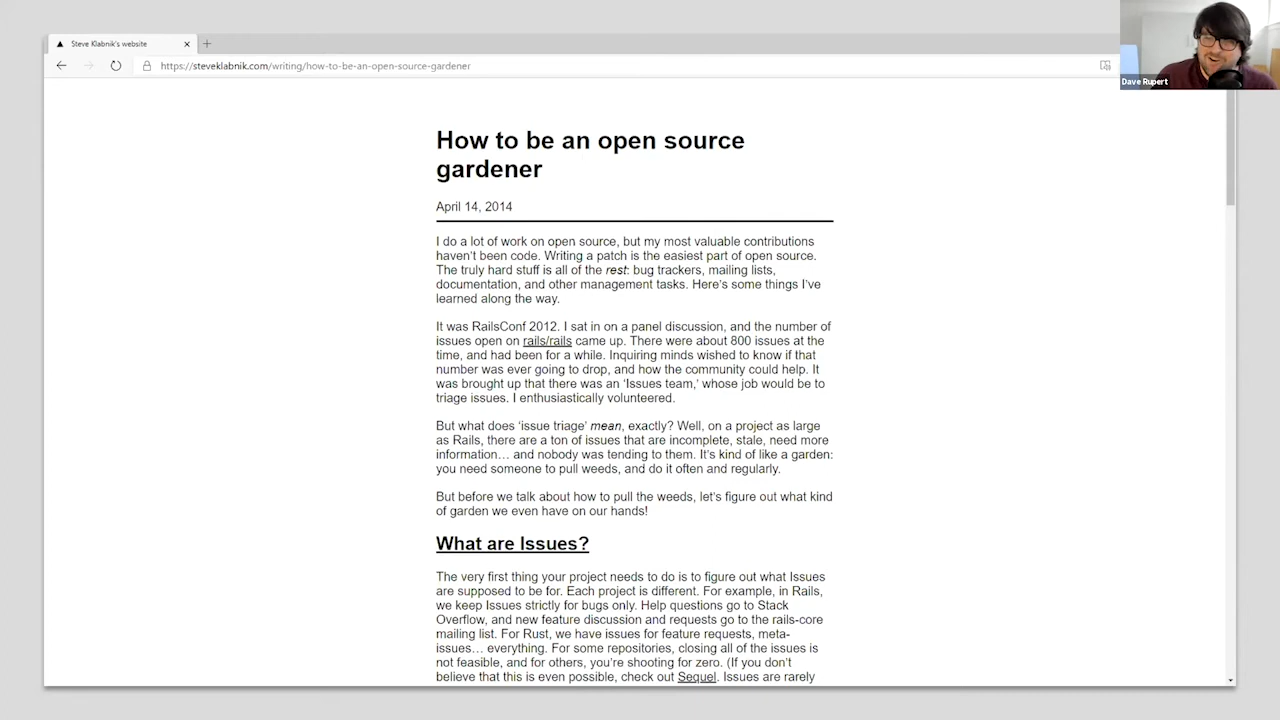 Steve Klabnik's website
https://steveklabnik.com/writing/how-to-be-an-open-source-gardener
Dave Rupert
How to be an open source
gardener
April 14, 2014
I do a lot of work on open source, but my most valuable contributions
haven't been code. Writing a patch is the easiest part of open source.
The truly hard stuff is all of the rest: bug trackers, mailing lists,
documentation, and other management tasks. Here's some things I've
learned along the way.
It was RailsConf 2012. I sat in on a panel discussion, and the number of
issues open on rails/rails came up. There were about 800 issues at the
time, and had been for a while. Inquiring minds wished to know if that
number was ever going to drop, and how the community could help. It
was brought up that there was an ‘Issues team,’ whose job would be to
triage issues. I enthusiastically volunteered.
But what does ‘issue triage’ mean, exactly? Well, on a project as large
as Rails, there are a ton of issues that are incomplete, stale, need more
information… and nobody was tending to them. It's kind of like a garden:
you need someone to pull weeds, and do it often and regularly.
But before we talk about how to pull the weeds, let's figure out what kind
of garden we even have on our hands!
What are Issues?
The very first thing your project needs to do is to figure out what Issues
are supposed to be for. Each project is different. For example, in Rails,
we keep Issues strictly for bugs only. Help questions go to Stack
Overflow, and new feature discussion and requests go to the rails-core
mailing list. For Rust, we have issues for feature requests, meta-
issues… everything. For some repositories, closing all of the issues is
not feasible, and for others, you're shooting for zero. (If you don't
believe that this is even possible, check out Sequel. Issues are rarely